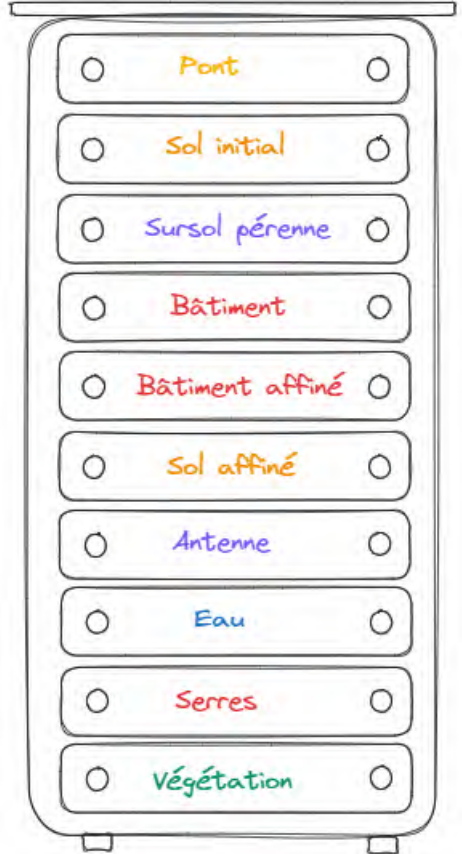 Pont
Sol initial
Sursol pérenne
Bâtiment
Bâtiment affiné
Sol affiné
Antenne
Eau
Serres
Végétation